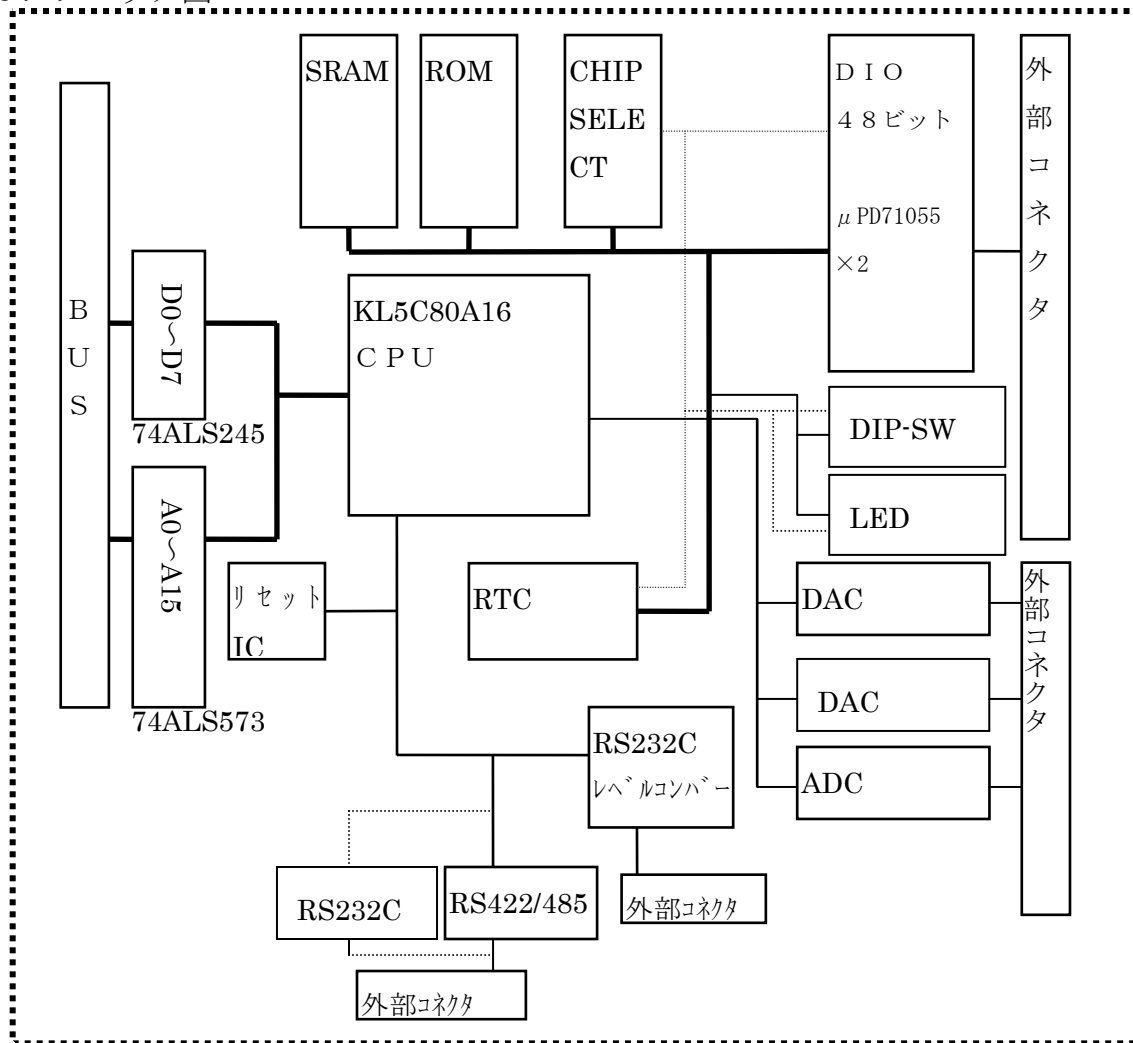 SRAM
ROM
CHIP
SELE
CT
ＤＩＯ
４８ビット
μPD71055
×2
外部コネクタ
ＢＵＳ
D0～D7
74ALS245
KL5C80A16
ＣＰＵ
DIP-SW
LED
A0～A15
74ALS573
リセット
IC
RTC
DAC
DAC
ADC
外部コネクタ
RS232C
ﾚﾍﾞﾙｺﾝﾊﾞｰ
RS232C
RS422/485
外部ｺﾈｸﾀ
外部ｺﾈｸﾀ